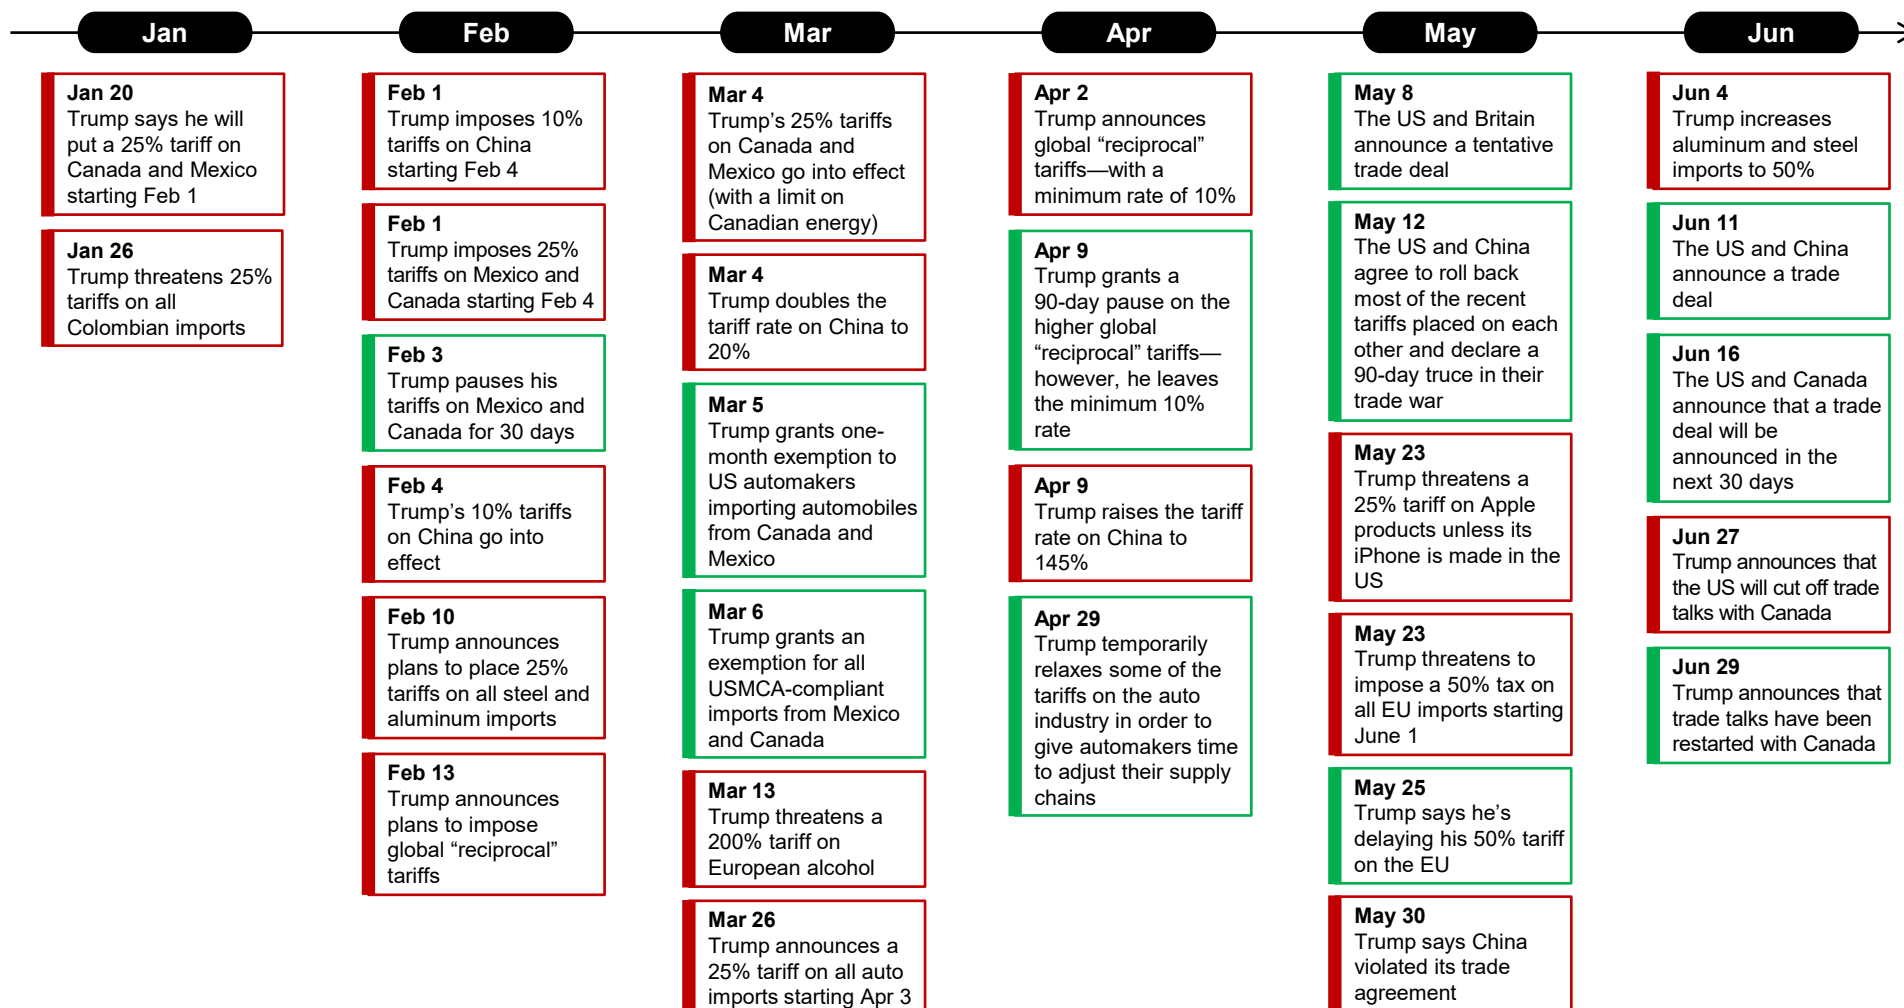 Jan
Feb
Mar
Apr
May
Jun
Jan 20
Trump says he will
put a 25% tariff on
Canada and Mexico
starting Feb 1
Jan 26
Trump threatens 25%
tariffs on all
Colombian imports
Feb 1
Trump imposes 10%
tariffs on China
starting Feb 4
Feb 1
Trump imposes 25%
tariffs on Mexico and
Canada starting Feb 4
Feb 3
Trump pauses his
tariffs on Mexico and
Canada for 30 days
Feb 4
Trump’s 10% tariffs
on China go into
effect
Feb 10
Trump announces
plans to place 25%
tariffs on all steel and
aluminum imports
Feb 13
Trump announces
plans to impose
global “reciprocal”
tariffs
Mar 4
Trump’s 25% tariffs
on Canada and
Mexico go into effect
(with a limit on
Canadian energy)
Mar 4
Trump doubles the
tariff rate on China to
20%
Mar 5
Trump grants one-
month exemption to
US automakers
importing automobiles
from Canada and
Mexico
Mar 6
Trump grants an
exemption for all
USMCA-compliant
imports from Mexico
and Canada
Mar 13
Trump threatens a
200% tariff on
European alcohol
Mar 26
Trump announces a
25% tariff on all auto
imports starting Apr 3
Apr 2
Trump announces
global “reciprocal”
tariffs—with a
minimum rate of 10%
Apr 9
Trump grants a
90-day pause on the
higher global
“reciprocal” tariffs—
however, he leaves
the minimum 10%
rate
Apr 9
Trump raises the tariff
rate on China to
145%
Apr 29
Trump temporarily
relaxes some of the
tariffs on the auto
industry in order to
give automakers time
to adjust their supply
chains
May 8
The US and Britain
announce a tentative
trade deal
May 12
The US and China
agree to roll back
most of the recent
tariffs placed on each
other and declare a
90-day truce in their
trade war
May 23
Trump threatens a
25% tariff on Apple
products unless its
iPhone is made in the
US
May 23
Trump threatens to
impose a 50% tax on
all EU imports starting
June 1
May 25
Trump says he’s
delaying his 50% tariff
on the EU
May 30
Trump says China
violated its trade
agreement
Jun 4
Trump increases
aluminum and steel
imports to 50%
Jun 11
The US and China
announce a trade
deal
Jun 16
The US and Canada
announce that a trade
deal will be
announced in the
next 30 days
Jun 27
Trump announces that
the US will cut off trade
talks with Canada
Jun 29
Trump announces that
trade talks have been
restarted with Canada